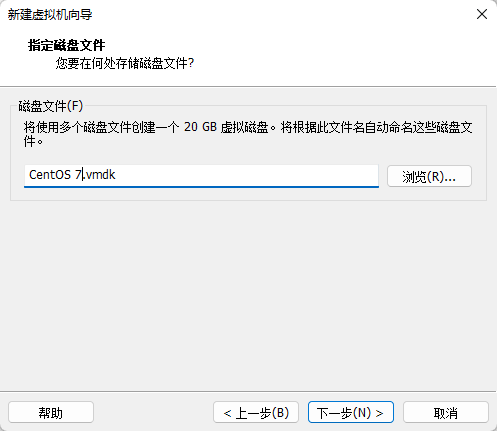 新建虚拟机向导
指定磁盘文件
您要在何处存储磁盘文件?
磁盘文件(F)
将使用多个磁盘文件创建一个 20 GB 虚拟磁盘。将根据此文件名自动命名这些磁盘文
件。
CentOS 7.vmdk
浏览(R)...
帮助
< 上一步(B)
下一步(N) >
取消